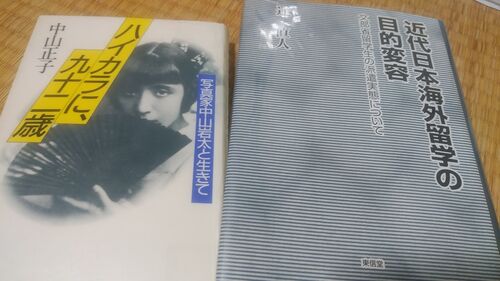 中山正子
ハイカラに、
九十二歳
写真家中山岩太と生きて
直人
近代日本海外留学の
目的変容
文部省留学生の派遣実態について
東信堂